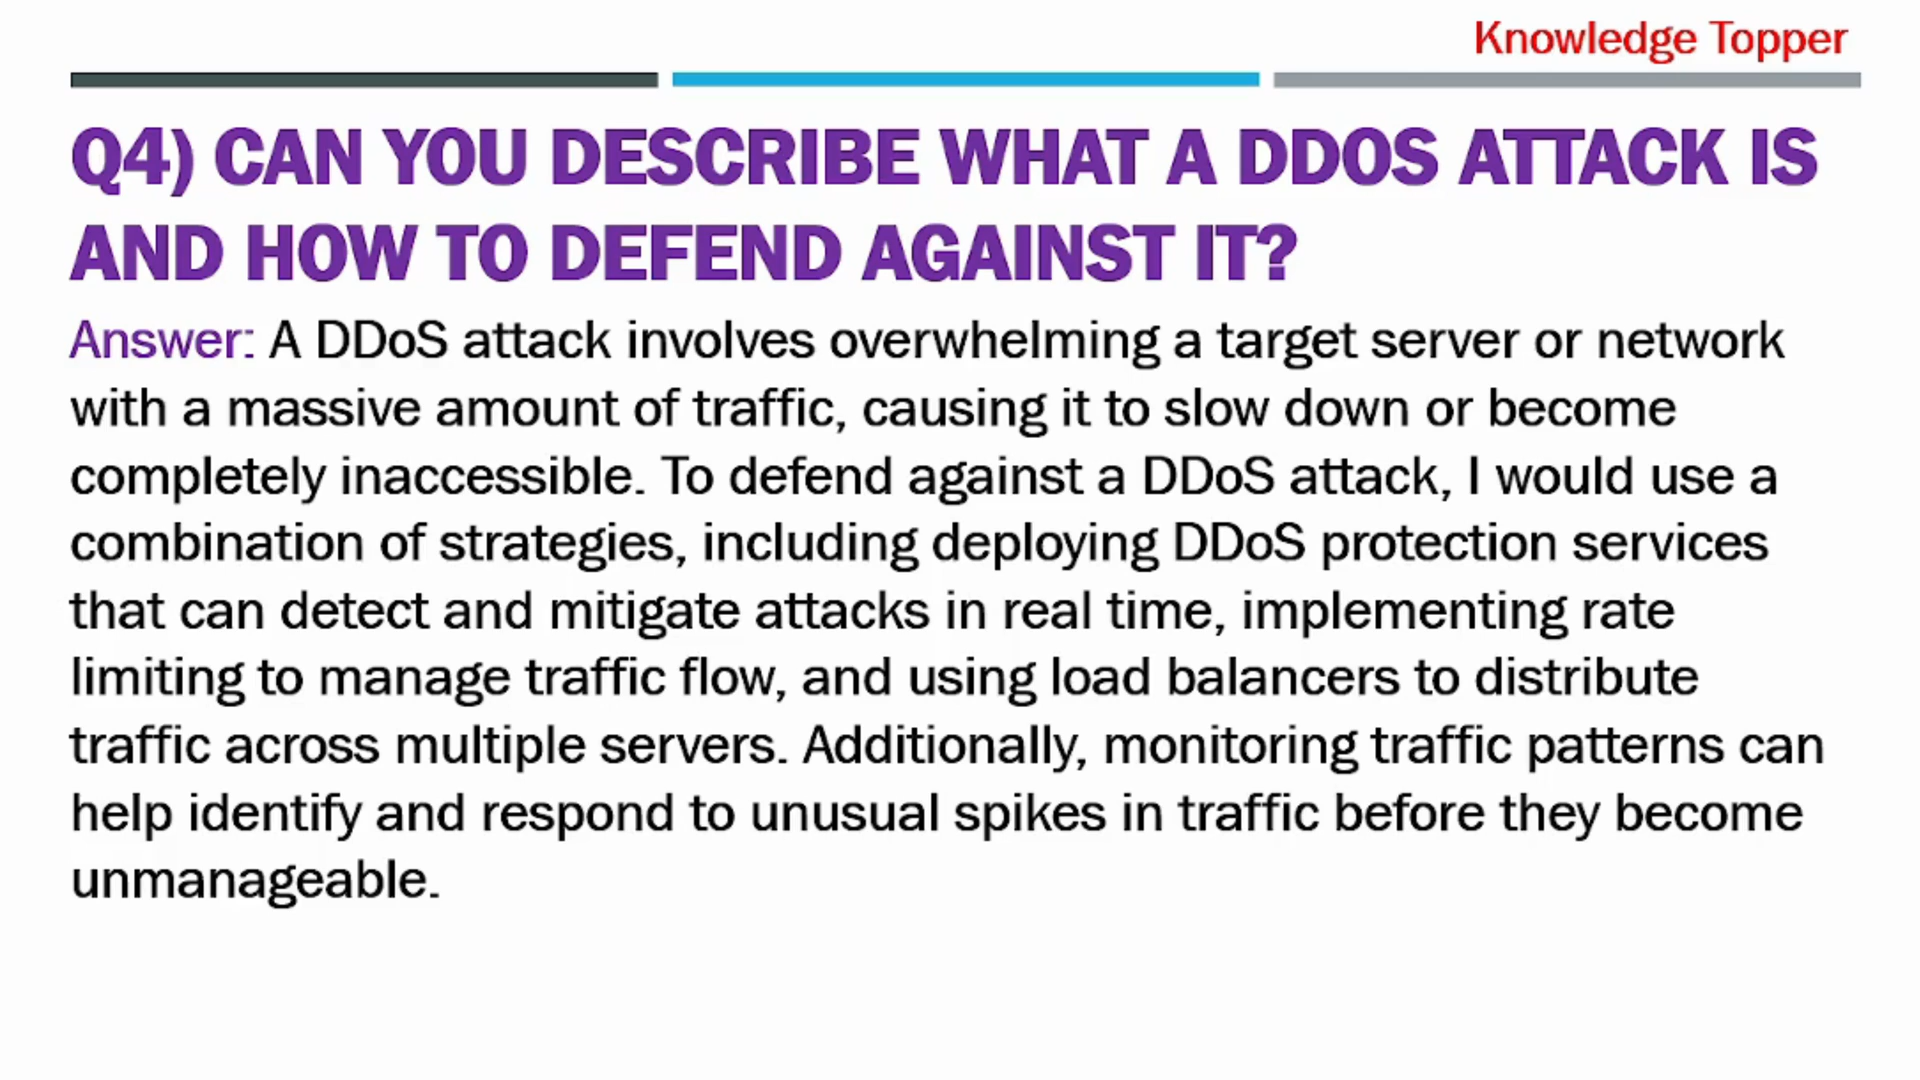 Knowledge Topper
Q4) CAN YOU DESCRIBE WHAT A DDOS ATTACK IS
AND HOW TO DEFEND AGAINST IT?
Answer: A DDoS attack involves overwhelming a target server or network
with a massive amount of traffic, causing it to slow down or become
completely inaccessible. To defend against a DDoS attack, I would use a
combination of strategies, including deploying DDoS protection services
that can detect and mitigate attacks in real time, implementing rate
limiting to manage traffic flow, and using load balancers to distribute
traffic across multiple servers. Additionally, monitoring traffic patterns can
help identify and respond to unusual spikes in traffic before they become
unmanageable.